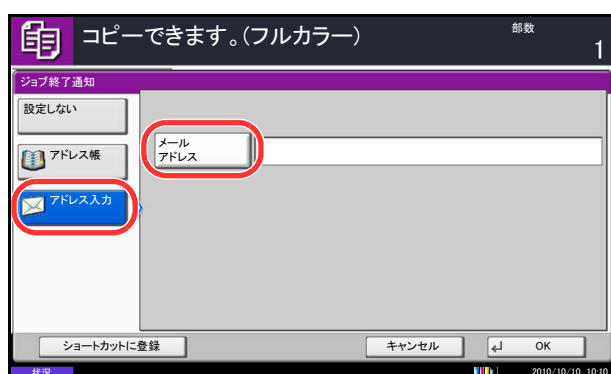 コピーできます。(フルカラー)
部数
1
ジョブ終了通知
設定しない
アドレス帳
メール
アドレス
アドレス入力
ショートカットに登録
キャンセル
OK
状況
2010/10/10 10:10